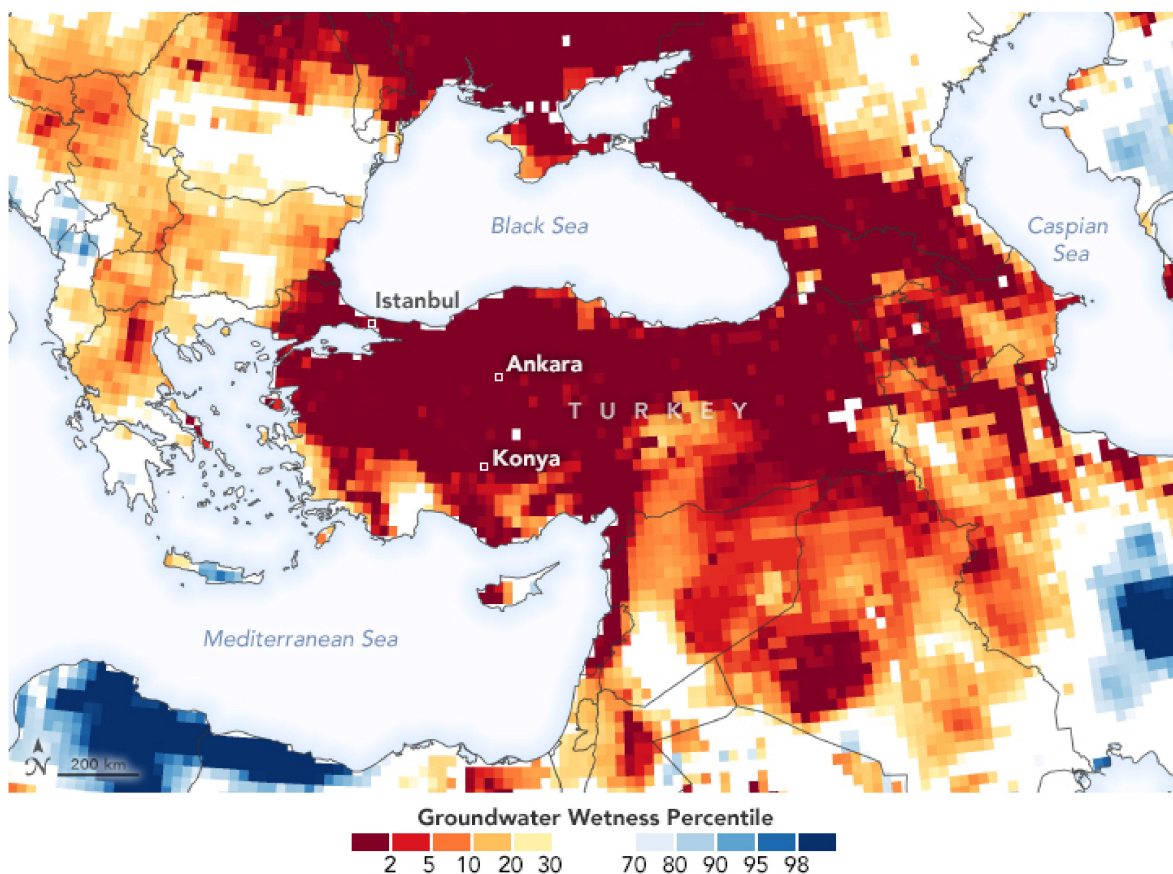 Black Sea
Caspian
Sea
Istanbul
Ankara
TURKEY
Konya
Mediterranean Sea
N
200 km
Groundwater Wetness Percentile
2 5 10 20 30 70 80 90 95 98